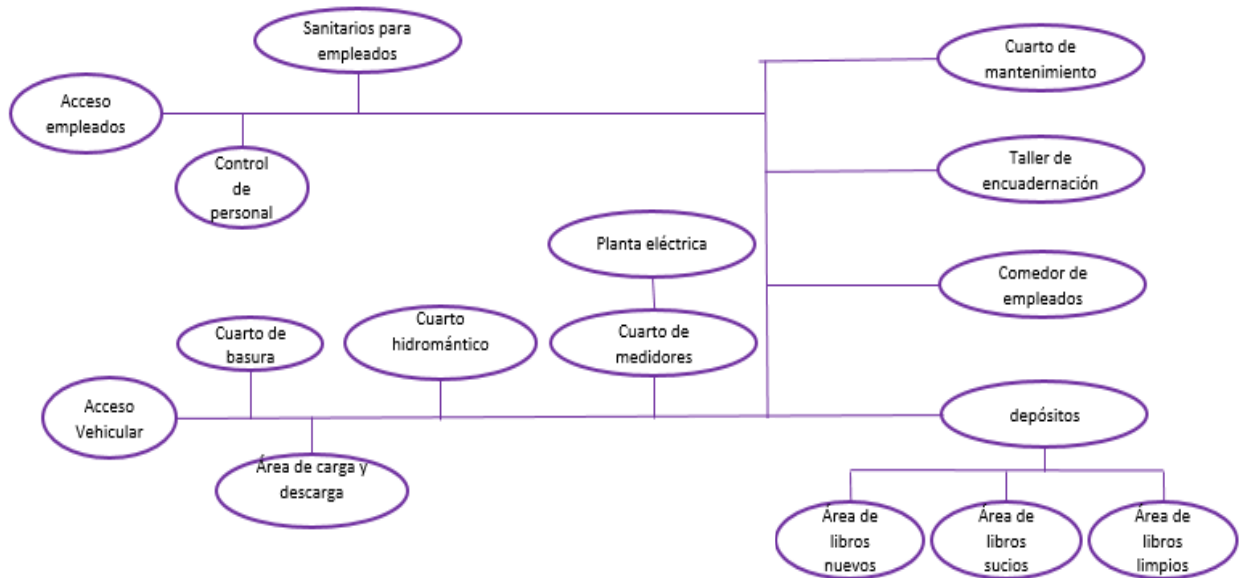 Sanitarios para
empleados
Cuarto de
mantenimiento
Acceso
empleados
Control
de
personal
Taller de
encuadernación
Planta eléctrica
Comedor de
empleados
Cuarto de
basura
Cuarto
hidromántico
Cuarto de
medidores
Acceso
Vehicular
depósitos
Área de carga y
descarga
Área de
libros
nuevos
Área de
libros
sucios
Área de
libros
limpios